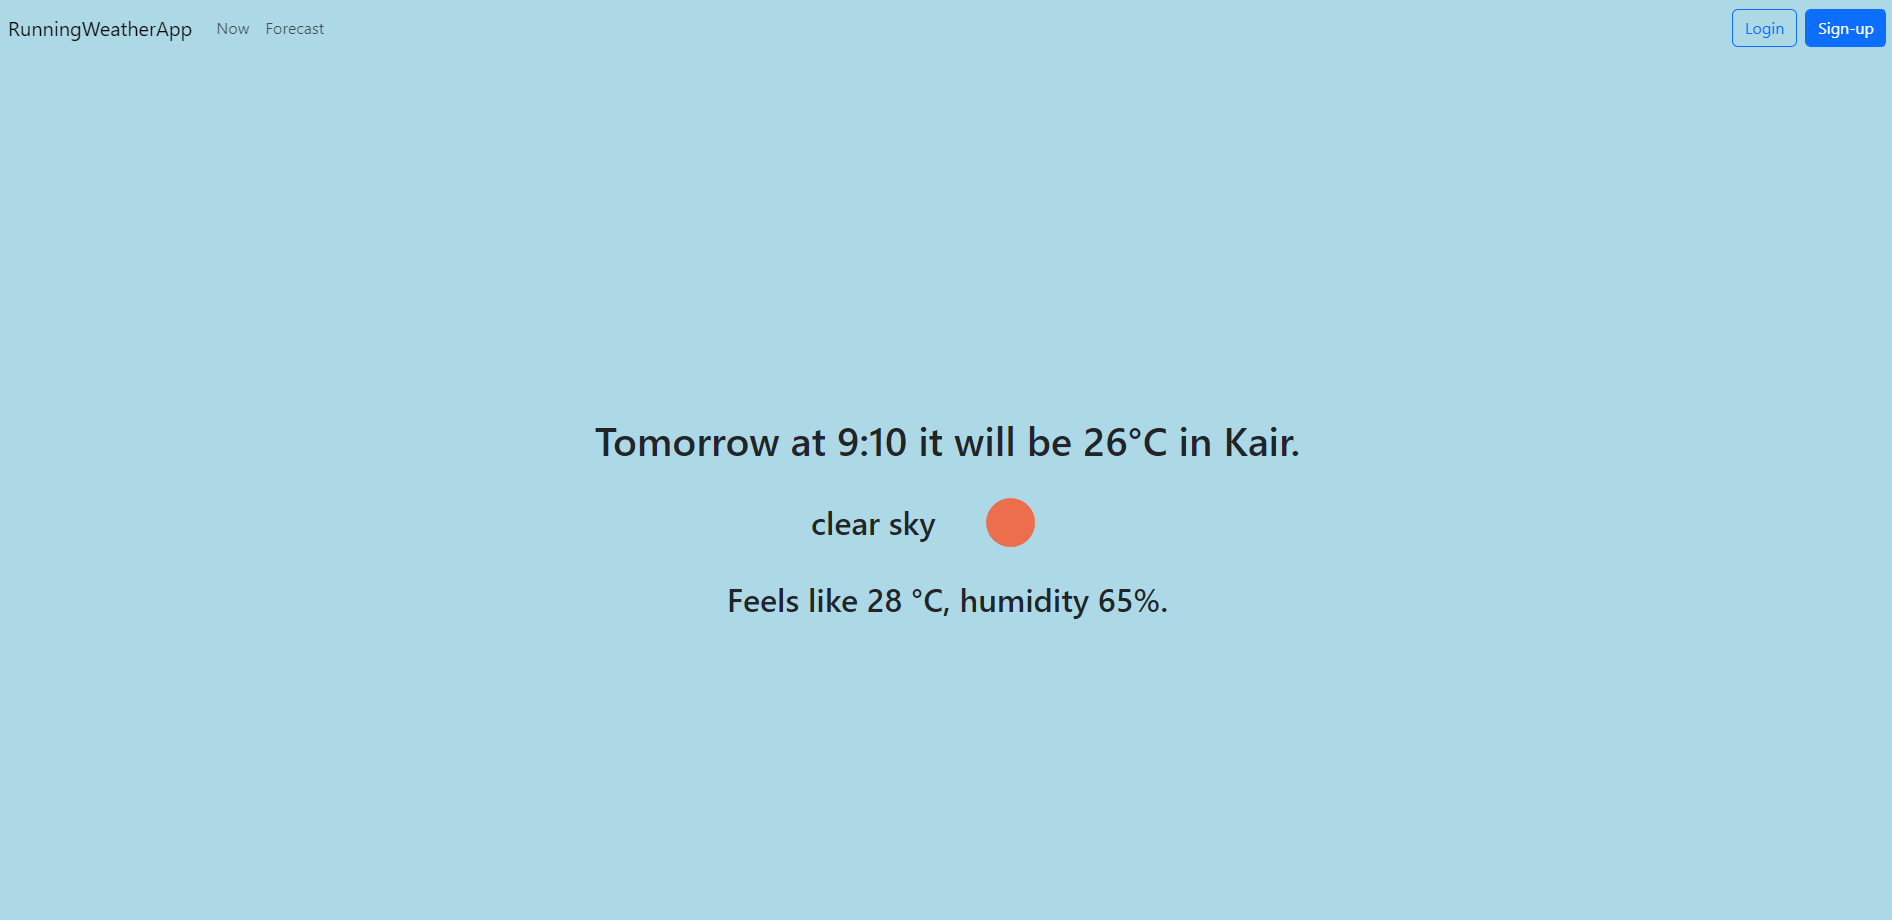 RunningWeatherApp Now Forecast Login Sign-up
Tomorrow at 9:10 it will be 26°C in Kair.
clear sky
Feels like 28 °C, humidity 65%.